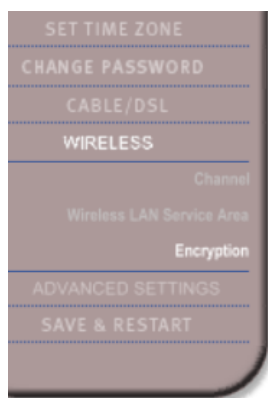 SET TIME ZONE
CHANGE PASSWORD
CABLE/DSL
WIRELESS
Channel
Wireless LAN Service Area
Encryption
ADVANCED SETTINGS
SAVE & RESTART